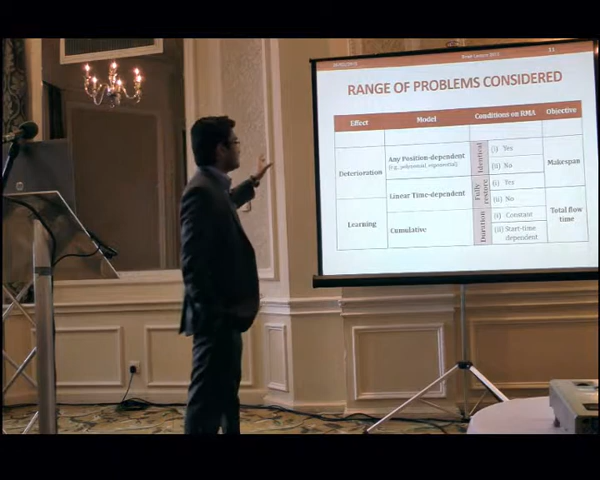 11
RANGE OF PROBLEMS CONSIDERED
Effect Model Conditions on RMA Objective
Deterioration
Any Position-dependent
(e.g. polynomial, exponential)
Linear Time-dependent
Identical
(i) Yes
(ii) No
Fully restore
(i) Yes
(ii) No
Makespan
Learning
Cumulative
Duration
(i) Constant
(ii) Start-time
dependent
Total flow
time